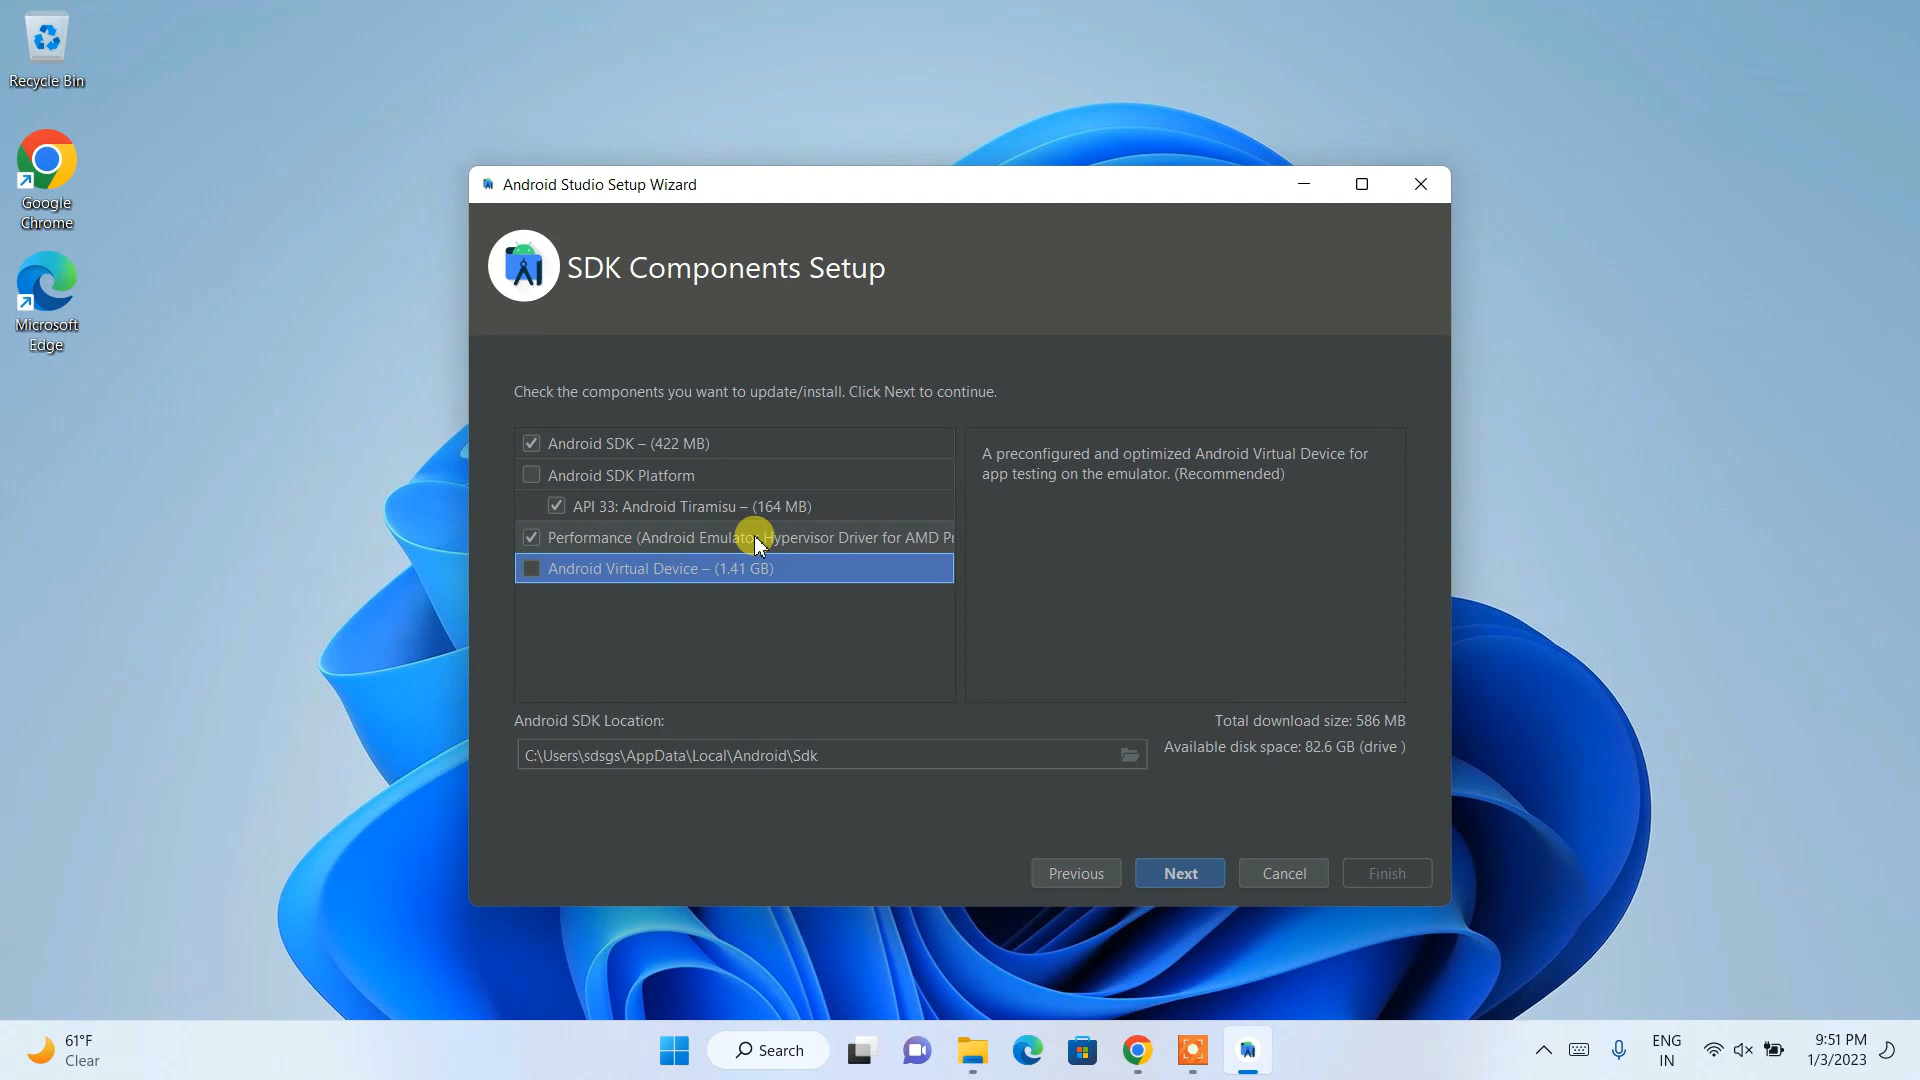 Recycle Bin
Google
Chrome
Microsoft
Edge
Android Studio Setup Wizard
SDK Components Setup
Check the components you want to update/install. Click Next to continue.
Android SDK – (422 MB)
Android SDK Platform
API 33: Android Tiramisu – (164 MB)
Performance (Android Emulator Hypervisor Driver for AMD Pr
Android Virtual Device – (1.41 GB)
A preconfigured and optimized Android Virtual Device for
app testing on the emulator. (Recommended)
Android SDK Location:
C:\Users\sdsgs\AppData\Local\Android\Sdk
Total download size: 586 MB
Available disk space: 82.6 GB (drive )
Previous
Next
Cancel
Finish
61°F
Clear
Search
ENG
IN
9:51 PM
1/3/2023